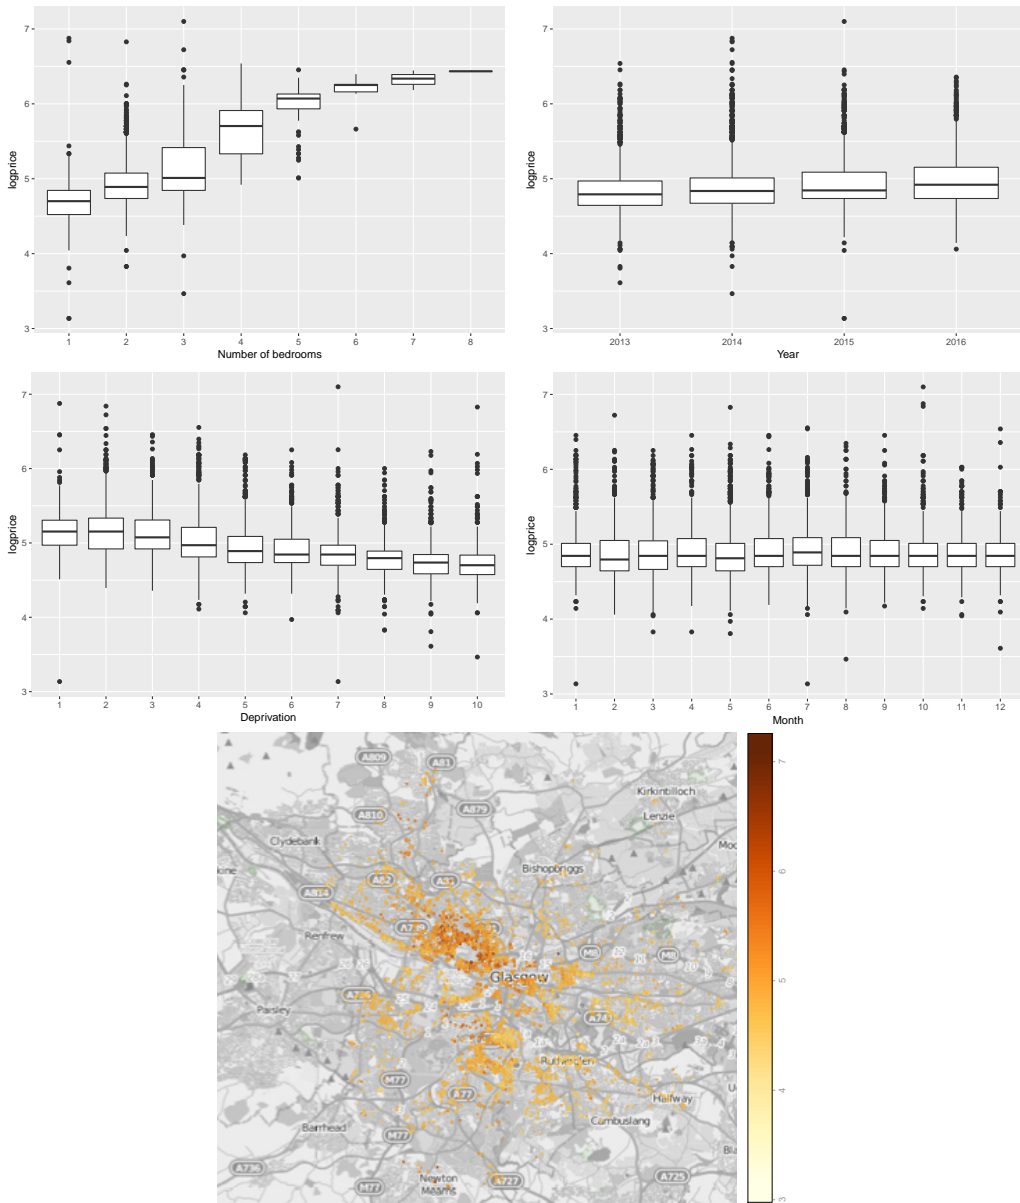 7
6
5
4
3
logprice
1 2 3 4 5 6 7 8
Number of bedrooms
7
6
5
4
3
logprice
2013 2014 2015 2016
Year
7
6
5
4
3
logprice
1 2 3 4 5 6 7 8 9 10
Deprivation
7
6
5
4
3
logprice
1 2 3 4 5 6 7 8 9 10 11 12
Month
A809 A81
Kirkintilloch
A879
A810
Lenzie
Clydebank
Bishopbriggs
A82
A814
Renfrew
M8 M8
Glasgow
Paisley
A74
Rutherglen
M77
A77
Halfway
Cambuslang
Barrhead
M77
A736
Newton
Mearns
M77
A727
A725
7
6
5
4
3